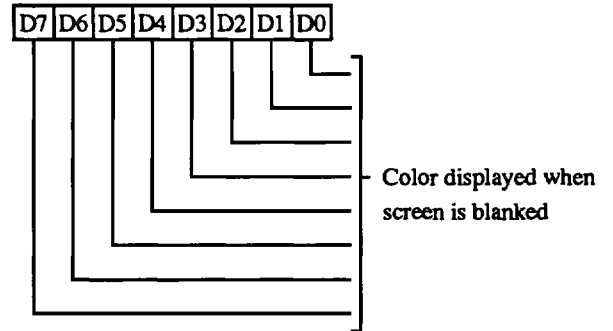 D7 D6 D5 D4 D3 D2 D1 D0
Color displayed when
screen is blanked